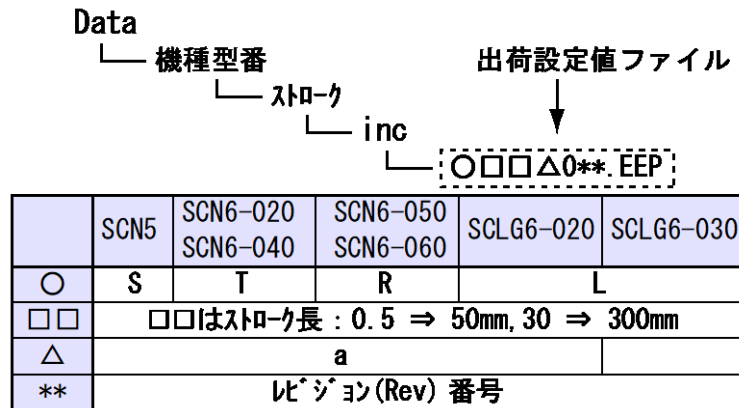 Data
機種型番
出荷設定値ファイル
ｽﾄﾛｰｸ
inc
○□□△0**.EEP
SCN5 SCN6-020 SCN6-050 SCLG6-020 SCLG6-030
SCN6-040 SCN6-060
○ S T R L
□□ □□はｽﾄﾛｰｸ長：0.5 ⇒ 50mm,30 ⇒ 300mm
△ a
** ﾚﾋﾞｼﾞｮﾝ(Rev) 番号